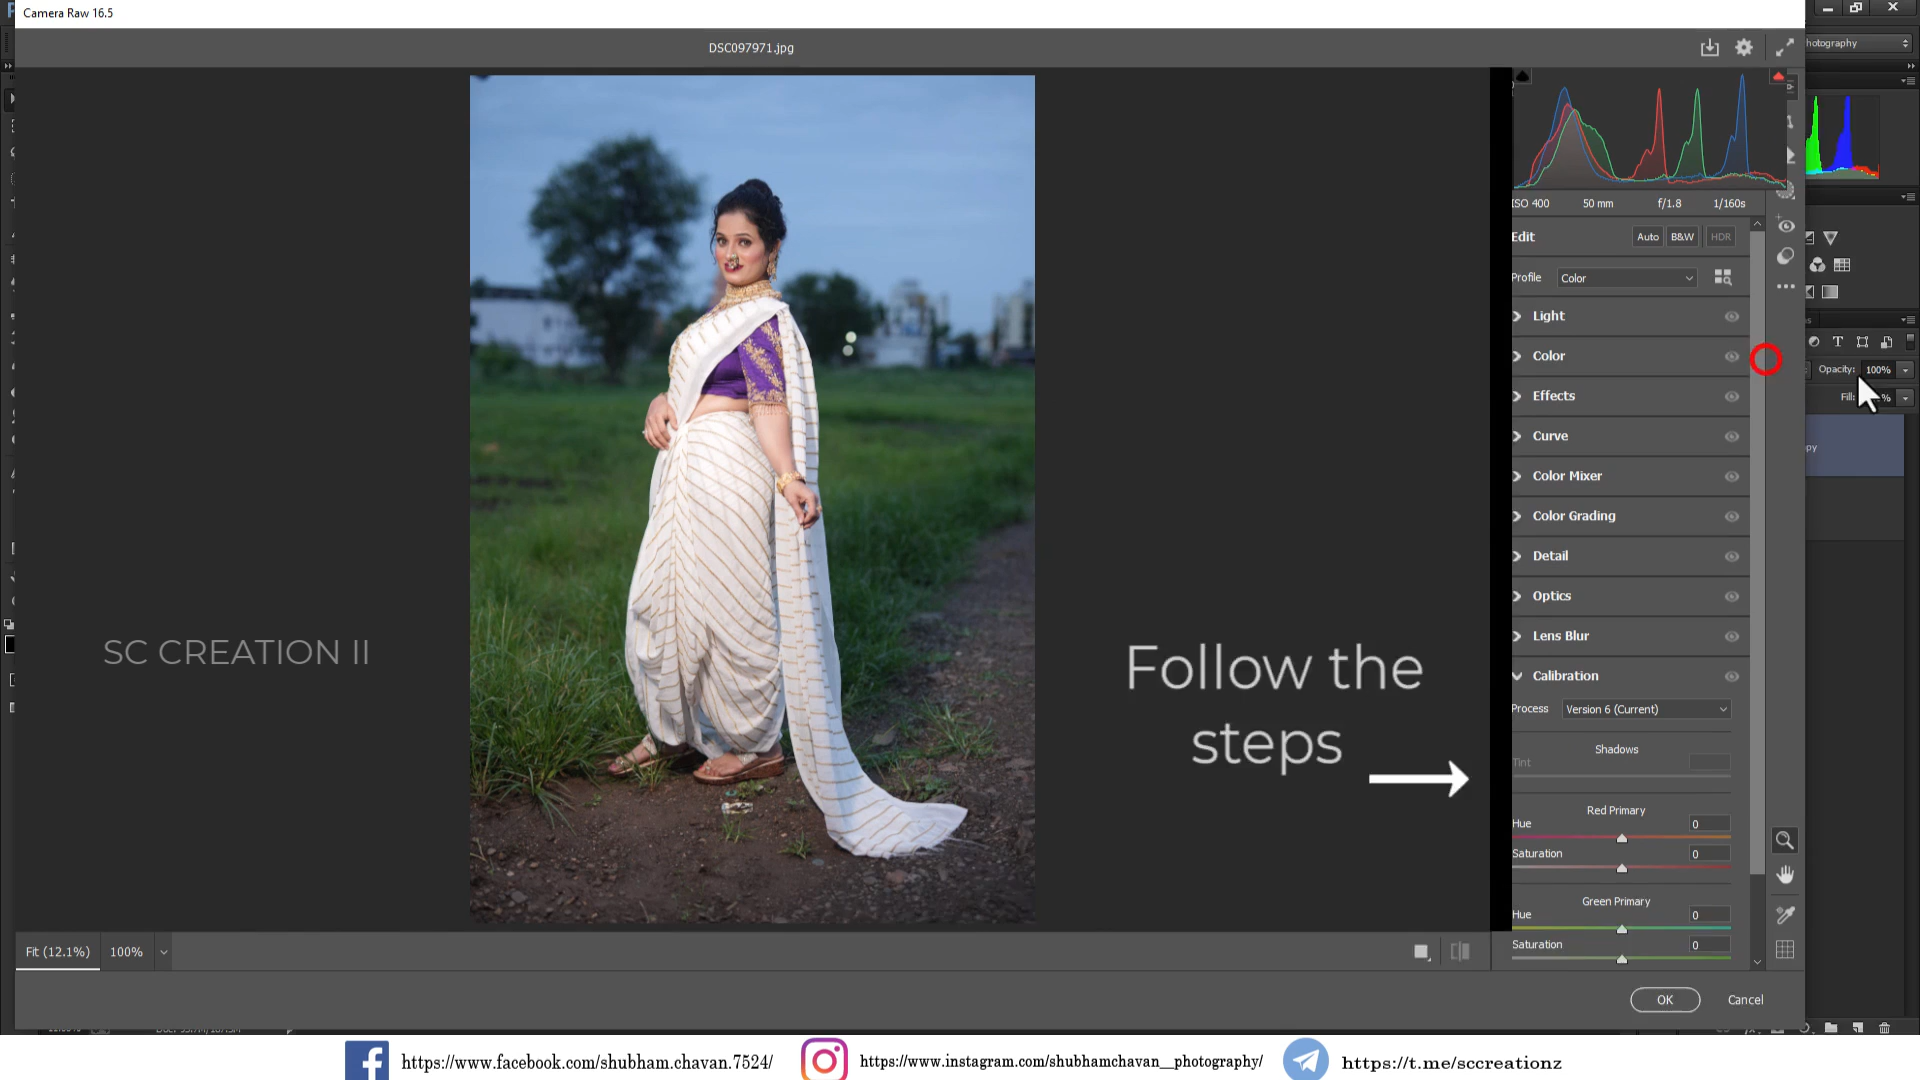 Camera Raw 16.5
DSC097971.jpg
hotography
ISO 400 50 mm f/1.8 1/160s
Edit Auto B&W HDR
Profile Color
Light
Color
Opacity: 100%
Effects
Fill:
Curve
py
Color Mixer
Color Grading
Detail
Optics
Lens Blur
Calibration
Process Version 6 (Current)
Shadows
Tint
Red Primary
Hue 0
Saturation 0
Green Primary
Hue 0
Saturation 0
SC CREATION II
Follow the
steps
Fit (12.1%) 100%
OK Cancel
https://www.facebook.com/shubham.chavan.7524/ https://www.instagram.com/shubhamchavan__photography/ https://t.me/sccreationz